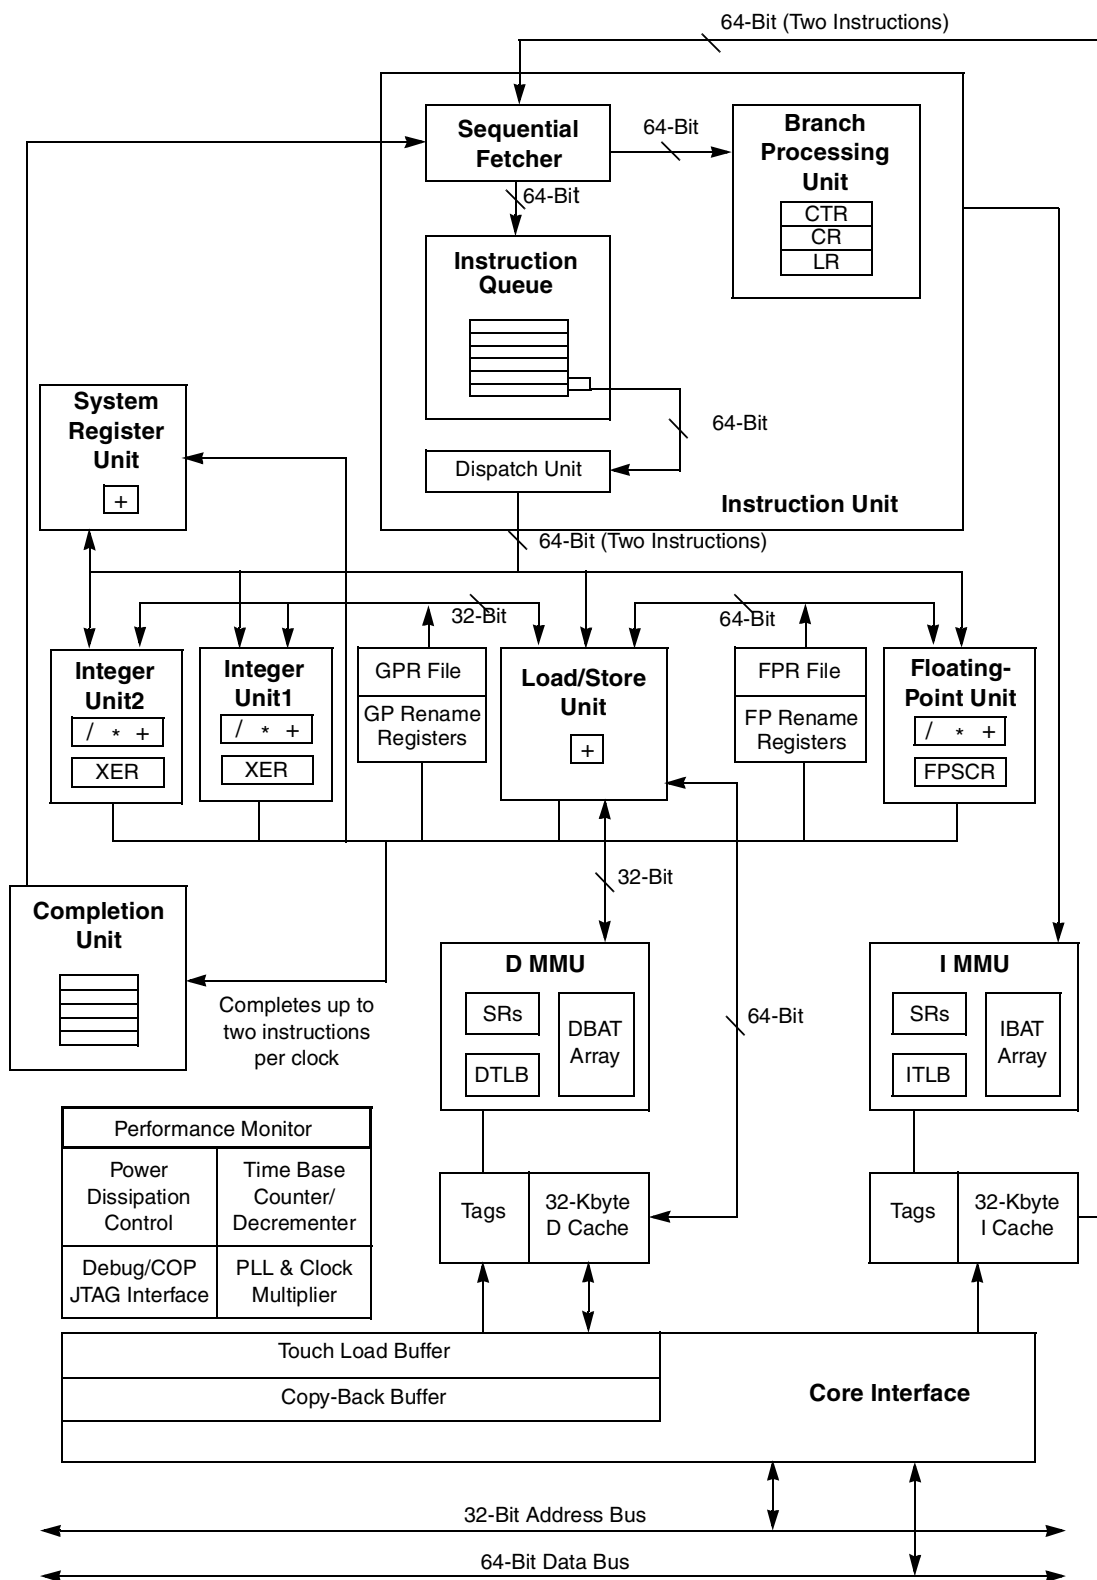 64-Bit (Two Instructions)
Sequential
Fetcher
64-Bit
Branch
Processing
Unit
CTR
CR
LR
64-Bit
Instruction
Queue
System
Register
Unit
+
64-Bit
Dispatch Unit
Instruction Unit
64-Bit (Two Instructions)
32-Bit
64-Bit
Integer
Unit2
/ * +
XER
Integer
Unit1
/ * +
XER
GPR File
GP Rename
Registers
Load/Store
Unit
+
FPR File
FP Rename
Registers
Floating-
Point Unit
/ * +
FPSCR
32-Bit
Completion
Unit
Completes up to
two instructions
per clock
D MMU
SRs
DTLB
DBAT
Array
64-Bit
I MMU
SRs
ITLB
IBAT
Array
Performance Monitor
Power
Dissipation
Control
Time Base
Counter/
Decrementer
Debug/COP
JTAG Interface
PLL & Clock
Multiplier
Tags
32-Kbyte
D Cache
Tags
32-Kbyte
I Cache
Touch Load Buffer
Copy-Back Buffer
Core Interface
32-Bit Address Bus
64-Bit Data Bus